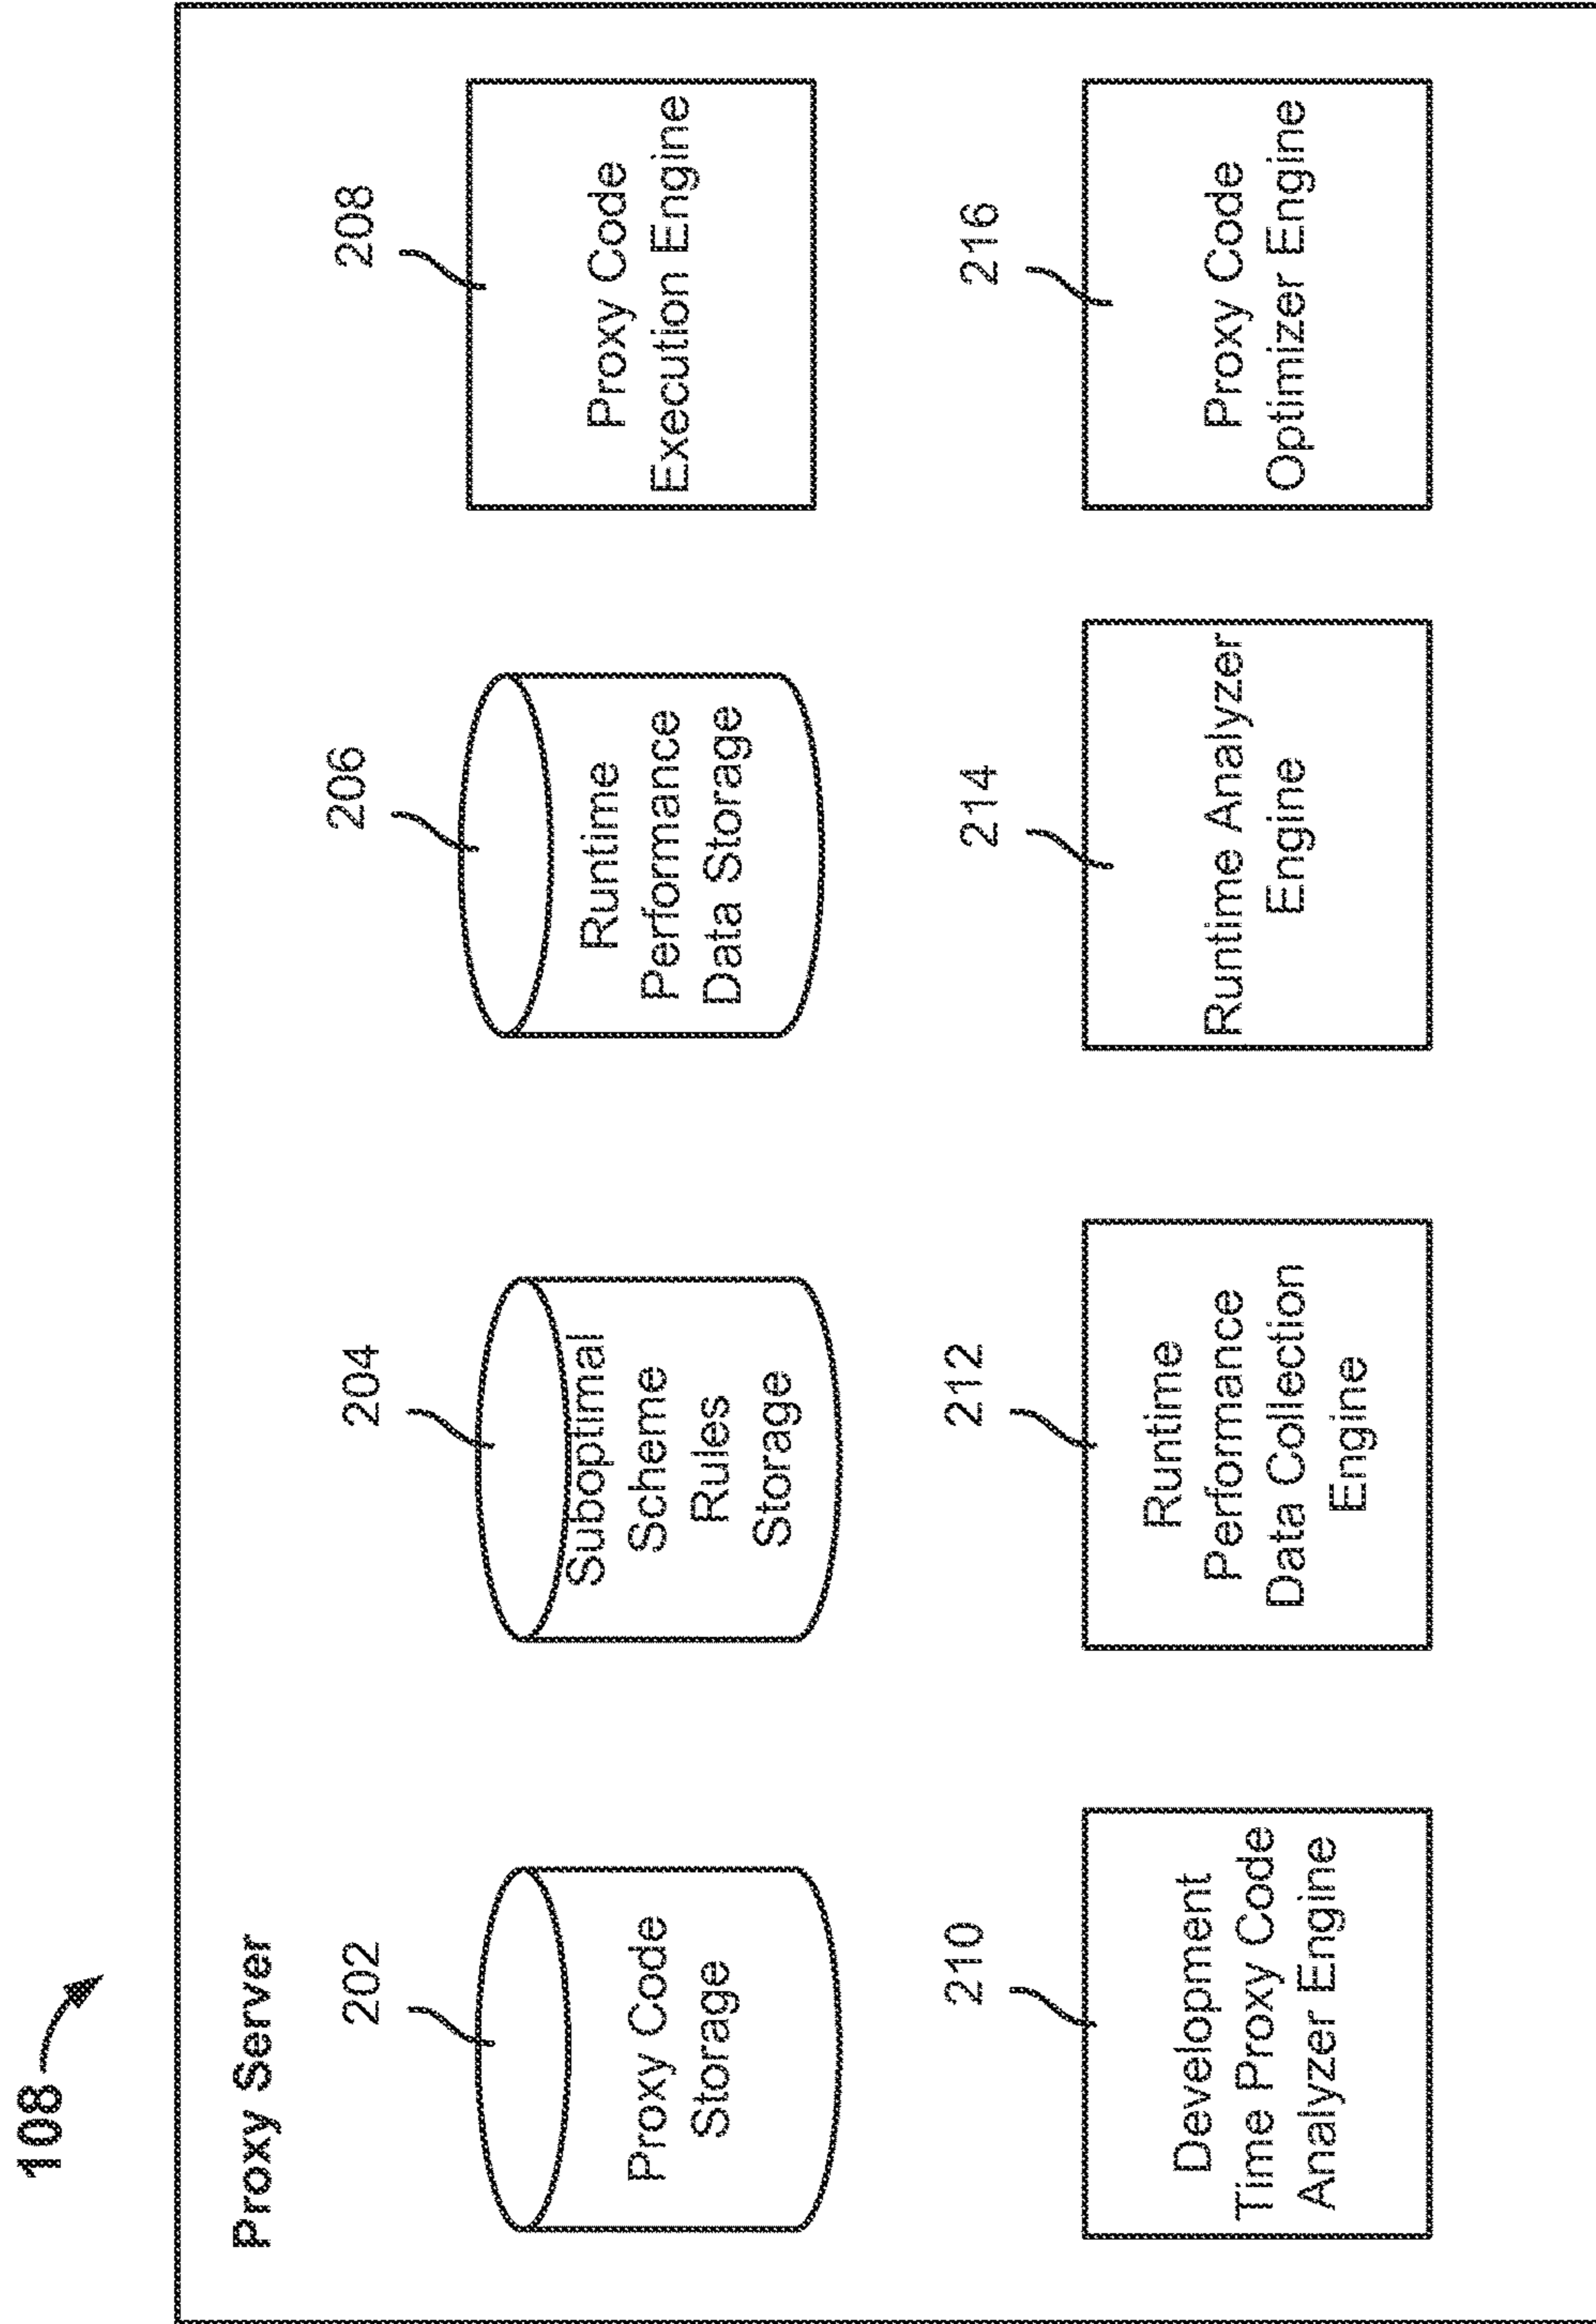 108
Proxy Server
202
Proxy Code
Storage
204
Suboptimal
Scheme
Rules
Storage
206
Runtime
Performance
Data Storage
208
Proxy Code
Execution Engine
210
Development
Time Proxy Code
Analyzer Engine
212
Runtime
Performance
Data Collection
Engine
214
Runtime Analyzer
Engine
216
Proxy Code
Optimizer Engine